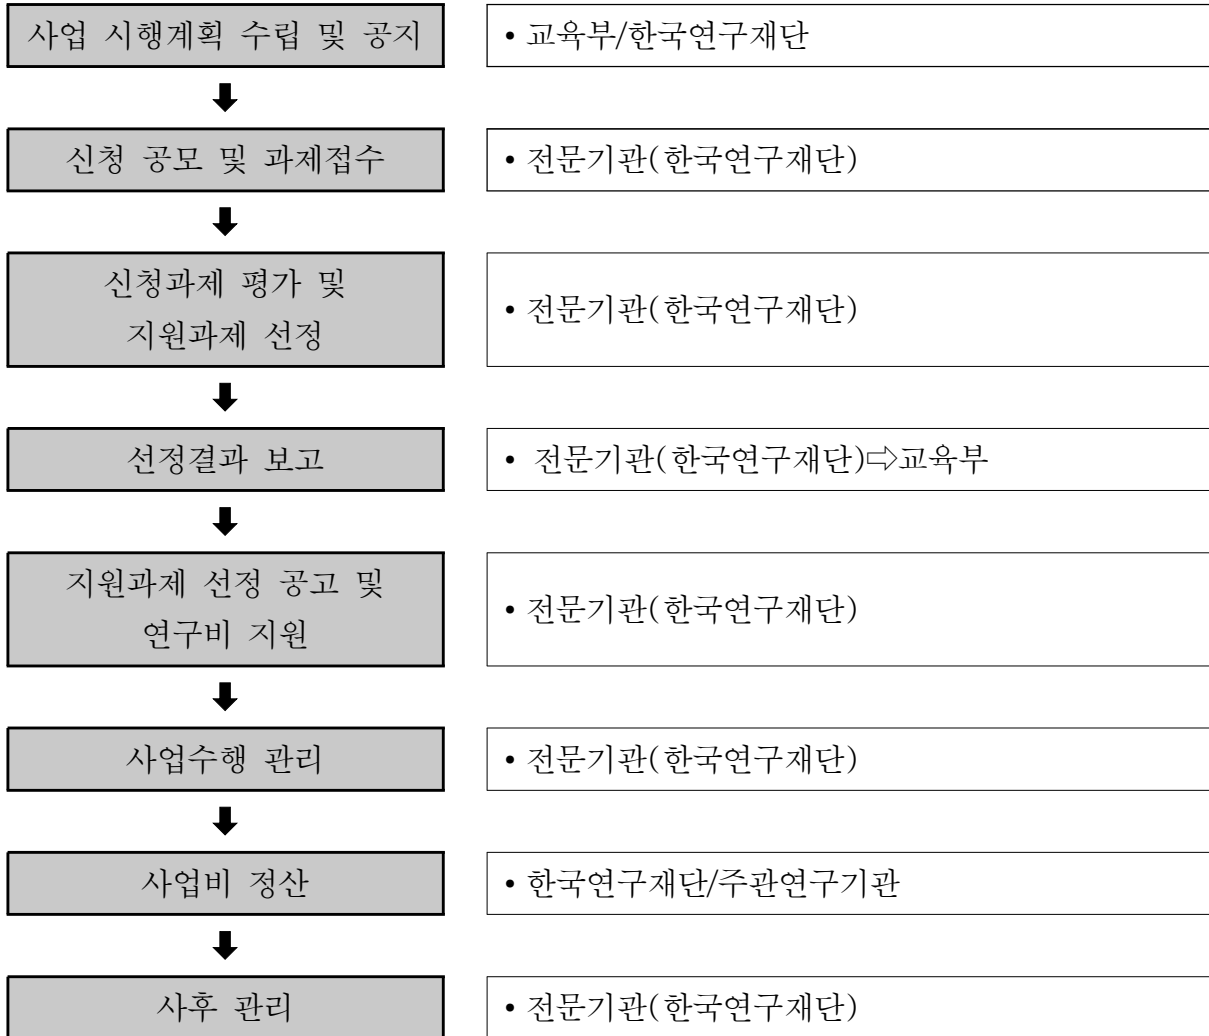 사업 시행계획 수립 및 공지
• 교육부/한국연구재단
신청 공모 및 과제접수
• 전문기관(한국연구재단)
신청과제 평가 및
지원과제 선정
• 전문기관(한국연구재단)
선정결과 보고
• 전문기관(한국연구재단)⇨교육부
지원과제 선정 공고 및
연구비 지원
• 전문기관(한국연구재단)
사업수행 관리
• 전문기관(한국연구재단)
사업비 정산
• 한국연구재단/주관연구기관
사후 관리
• 전문기관(한국연구재단)